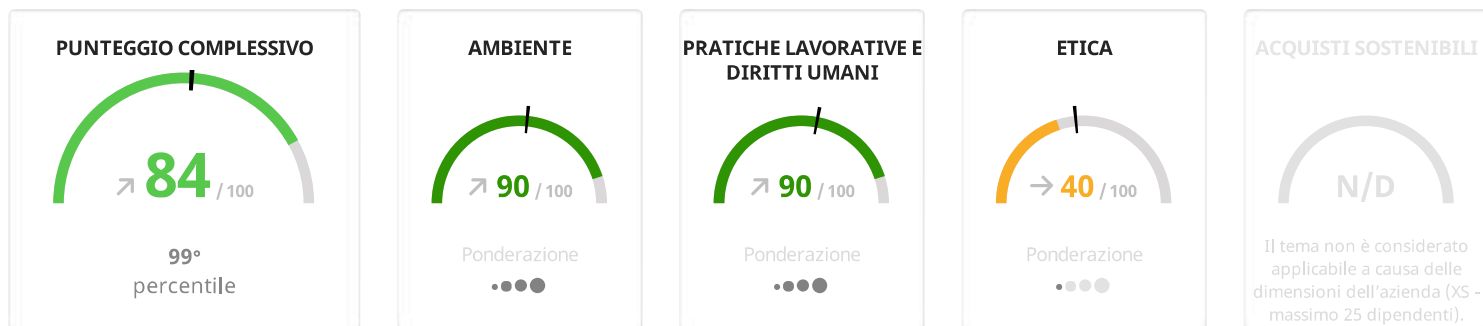 PUNTEGGIO COMPLESSIVO
84 / 100
99°
percentile
AMBIENTE
90 / 100
Ponderazione
PRATICHE LAVORATIVE E
DIRITTI UMANI
90 / 100
Ponderazione
ETICA
40 / 100
Ponderazione
ACQUISTI SOSTENIBILI
N/D
Il tema non è considerato
applicabile a causa delle
dimensioni dell'azienda (XS -
massimo 25 dipendenti).